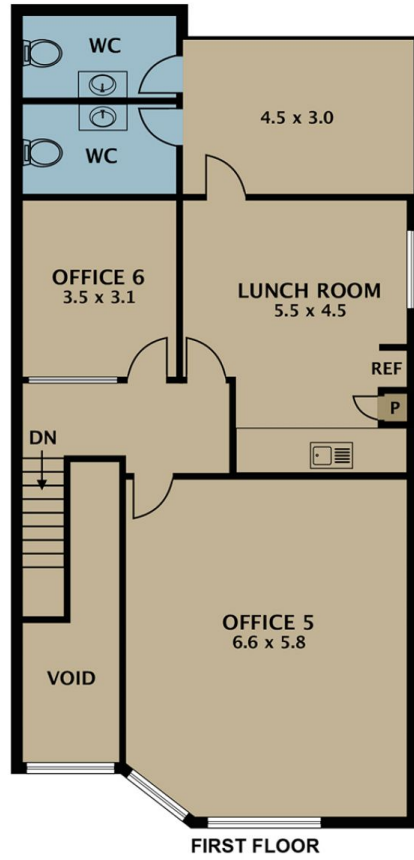 WC
WC
4.5 x 3.0
OFFICE 6
3.5 x 3.1
LUNCH ROOM
5.5 x 4.5
REF
P
DN
OFFICE 5
6.6 x 5.8
VOID
FIRST FLOOR